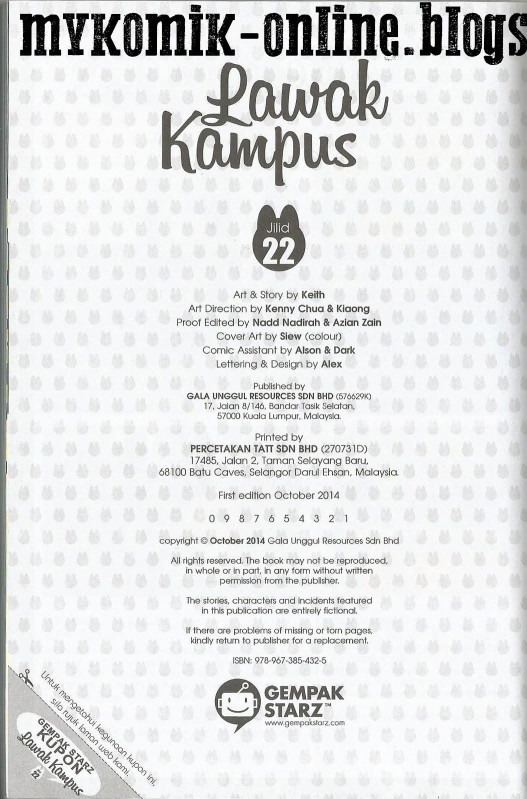 mykomik-online.blogs
Lawak
Kampus
Jilid
22
Art & Story by Keith
Art Direction by Kenny Chua & Kiaong
Proof Edited by Nadd Nadirah & Azian Zain
Cover Art by Siew (colour)
Comic Assistant by Alson & Dark
Lettering & Design by Alex
Published by
GALA UNGGUL RESOURCES SDN BHD (576629K)
17, Jalan 8/146, Bandar Tasik Selatan,
57000 Kuala Lumpur, Malaysia.
Printed by
PERCETAKAN TATT SDN BHD (270731D)
17485, Jalan 2, Taman Selayang Baru,
68100 Batu Caves, Selangor Darul Ehsan, Malaysia.
First edition October 2014
0 9 8 7 6 5 4 3 2 1
copyright © October 2014 Gala Unggul Resources Sdn Bhd
All rights reserved. The book may not be reproduced,
in whole or in part, in any form without written
permission from the publisher.
The stories, characters and incidents featured
in this publication are entirely fictional.
If there are problems of missing or torn pages,
kindly return to publisher for a replacement.
ISBN: 978-967-385-432-5
GEMPAK
STARZ™
www.gempakstarz.com
Untuk mengetahui kegunaan kupon ini,
sila rujuk laman web kami.
GEMPAK STARZ
KUPON
Lawak Kampus
22